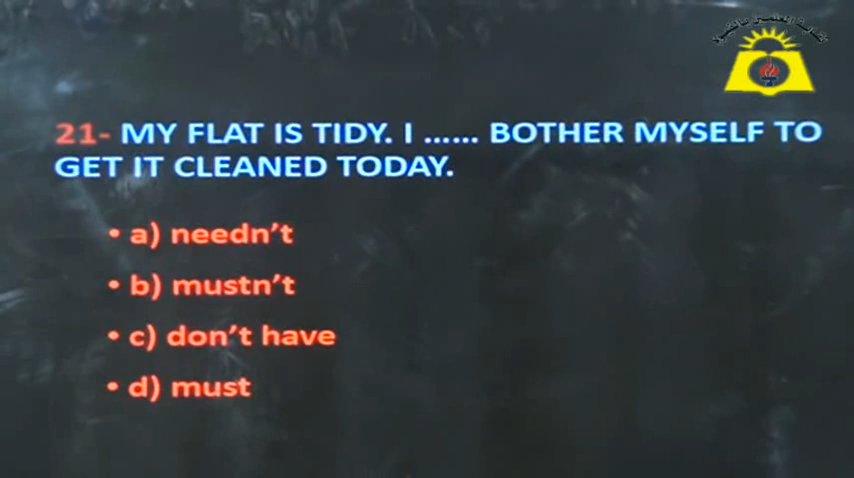 21- MY FLAT IS TIDY. I ...... BOTHER MYSELF TO
GET IT CLEANED TODAY.
• a) needn't
• b) mustn't
• c) don't have
• d) must